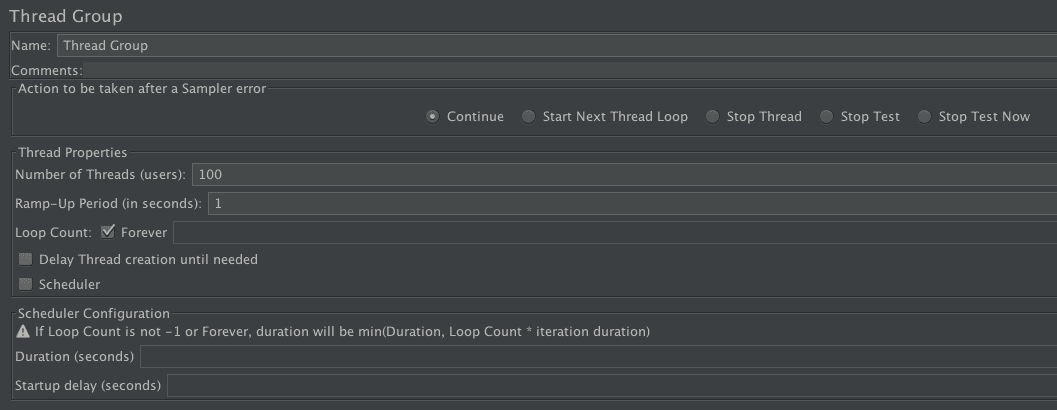 Thread Group
Name: Thread Group
Comments:
Action to be taken after a Sampler error
Continue Start Next Thread Loop Stop Thread Stop Test Stop Test Now
Thread Properties
Number of Threads (users): 100
Ramp-Up Period (in seconds): 1
Loop Count: Forever
Delay Thread creation until needed
Scheduler
Scheduler Configuration
If Loop Count is not -1 or Forever, duration will be min(Duration, Loop Count * iteration duration)
Duration (seconds)
Startup delay (seconds)